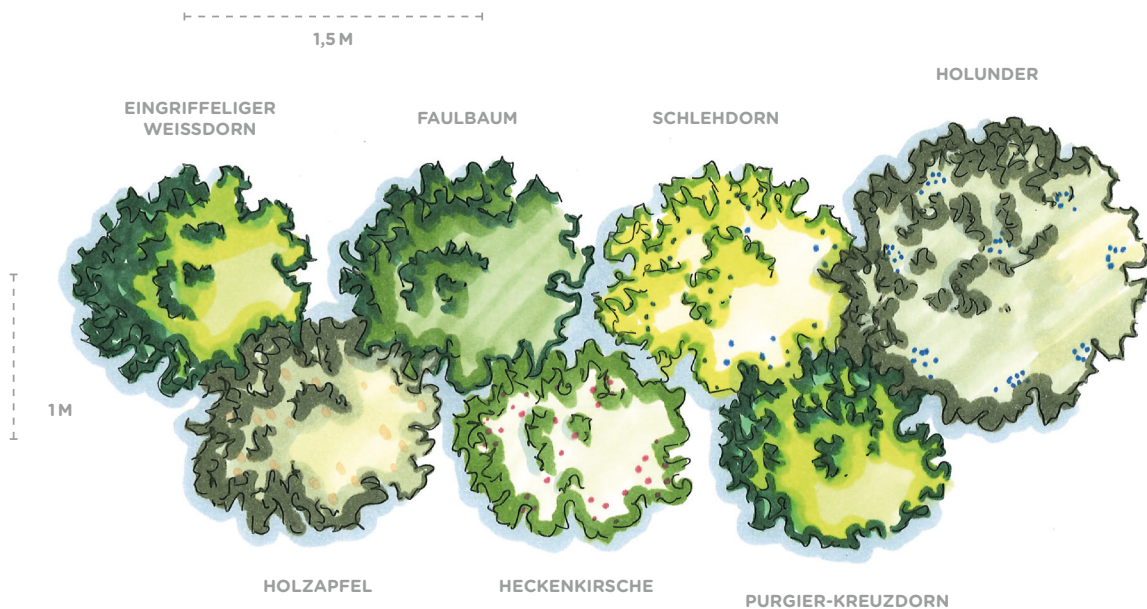 1,5 M
HOLUNDER
EINGRIFFELIGER
WEISSDORN
FAULBAUM
SCHLEHDORN
1 M
HOLZAPFEL
HECKENKIRSCHE
PURGIER-KREUZDORN